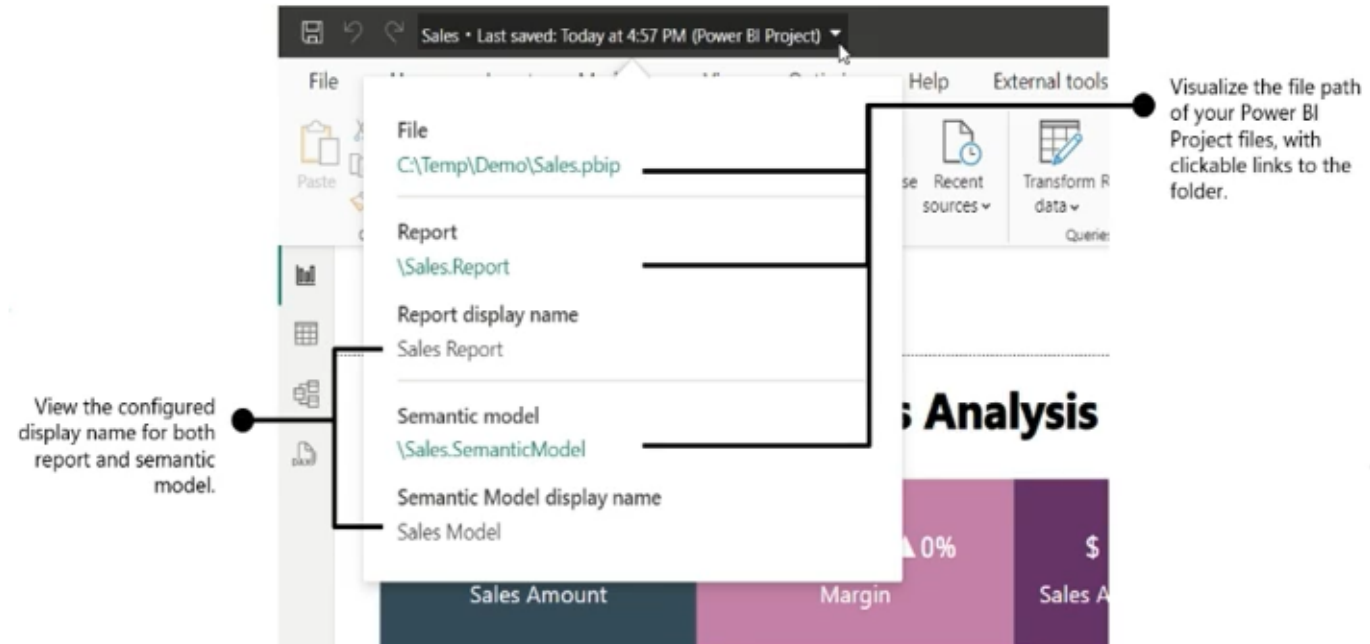 Sales • Last saved: Today at 4:57 PM (Power BI Project)
File
Help
External tools
Paste
Recent
sources
Transform
data
File
C:\Temp\Demo\Sales.pbip
Report
\Sales.Report
Report display name
Sales Report
Semantic model
\Sales.SemanticModel
Semantic Model display name
Sales Model
Analysis
0%
$
Sales Amount
Margin
Sales A
Visualize the file path
of your Power BI
Project files, with
clickable links to the
folder.
View the configured
display name for both
report and semantic
model.